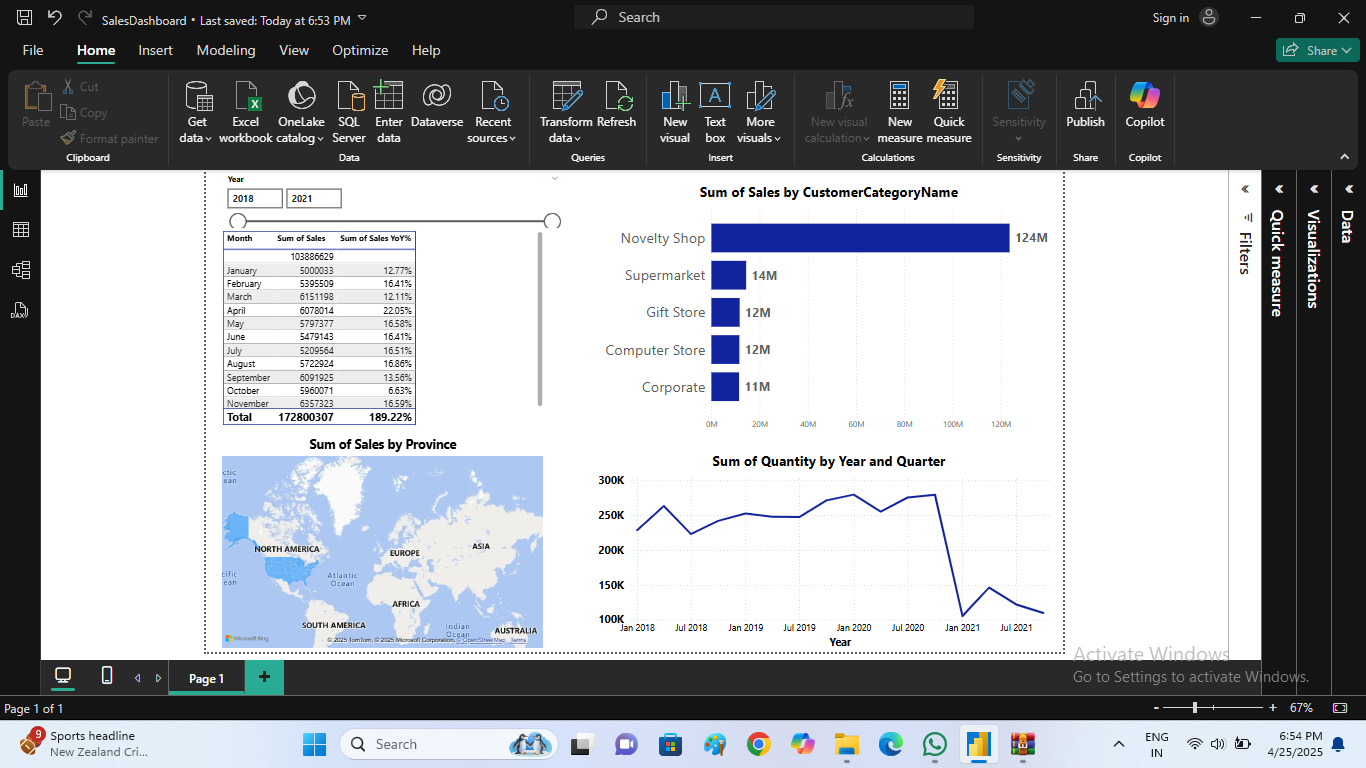 SalesDashboard • Last saved: Today at 6:53 PM
Search
Sign in
File Home Insert Modeling View Optimize Help
Share
Paste
Cut
Copy
Format painter
Get data
Excel workbook
OneLake catalog
SQL Server
Enter data
Dataverse
Recent sources
Transform data
Refresh
New visual
Text box
More visuals
New visual calculation
New measure
Quick measure
Sensitivity
Publish
Copilot
Clipboard Data Queries Insert Calculations Sensitivity Share Copilot
Year
2018 2021
Month Sum of Sales Sum of Sales YoY%
103886629
January 5000033 12.77%
February 5395509 16.41%
March 6151198 12.11%
April 6078014 22.05%
May 5797377 16.58%
June 5479143 16.41%
July 5209564 16.51%
August 5722924 16.86%
September 6091925 13.56%
October 5960071 6.63%
November 6357323 16.59%
Total 172800307 189.22%
Sum of Sales by CustomerCategoryName
Novelty Shop 124M
Supermarket 14M
Gift Store 12M
Computer Store 12M
Corporate 11M
0M 20M 40M 60M 80M 100M 120M
Sum of Sales by Province
ctic
ean
NORTH AMERICA
EUROPE
ASIA
cific
ean
Atlantic
Ocean
AFRICA
SOUTH AMERICA
Indian
Ocean
AUSTRALIA
Microsoft Bing
© 2025 TomTom, © 2025 Microsoft Corporation, © OpenStreetMap Terms
Sum of Quantity by Year and Quarter
300K
250K
200K
150K
100K
Jan 2018 Jul 2018 Jan 2019 Jul 2019 Jan 2020 Jul 2020 Jan 2021 Jul 2021
Year
Filters
Quick measure
Visualizations
Data
DAX
Activate Windows
Go to Settings to activate Windows.
Page 1
+
Page 1 of 1
- + 67%
9
Sports headline
New Zealand Cri...
Search
ENG
IN
6:54 PM
4/25/2025